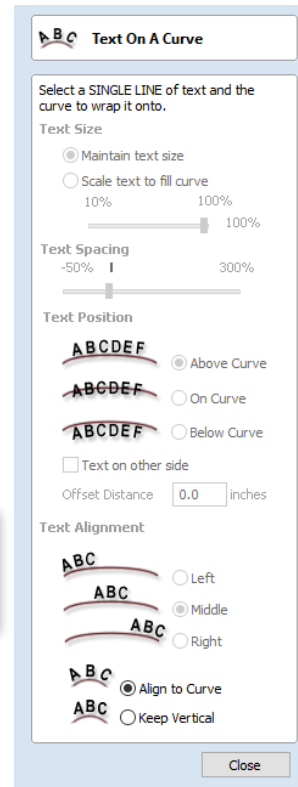 ABC Text On A Curve
Select a SINGLE LINE of text and the
curve to wrap it onto.
Text Size
Maintain text size
Scale text to fill curve
10% 100%
100%
Text Spacing
-50% 300%
Text Position
ABCDEF Above Curve
ABCDEF On Curve
ABCDEF Below Curve
Text on other side
Offset Distance 0.0 inches
Text Alignment
ABC Left
ABC Middle
ABC Right
ABC Align to Curve
ABC Keep Vertical
Close